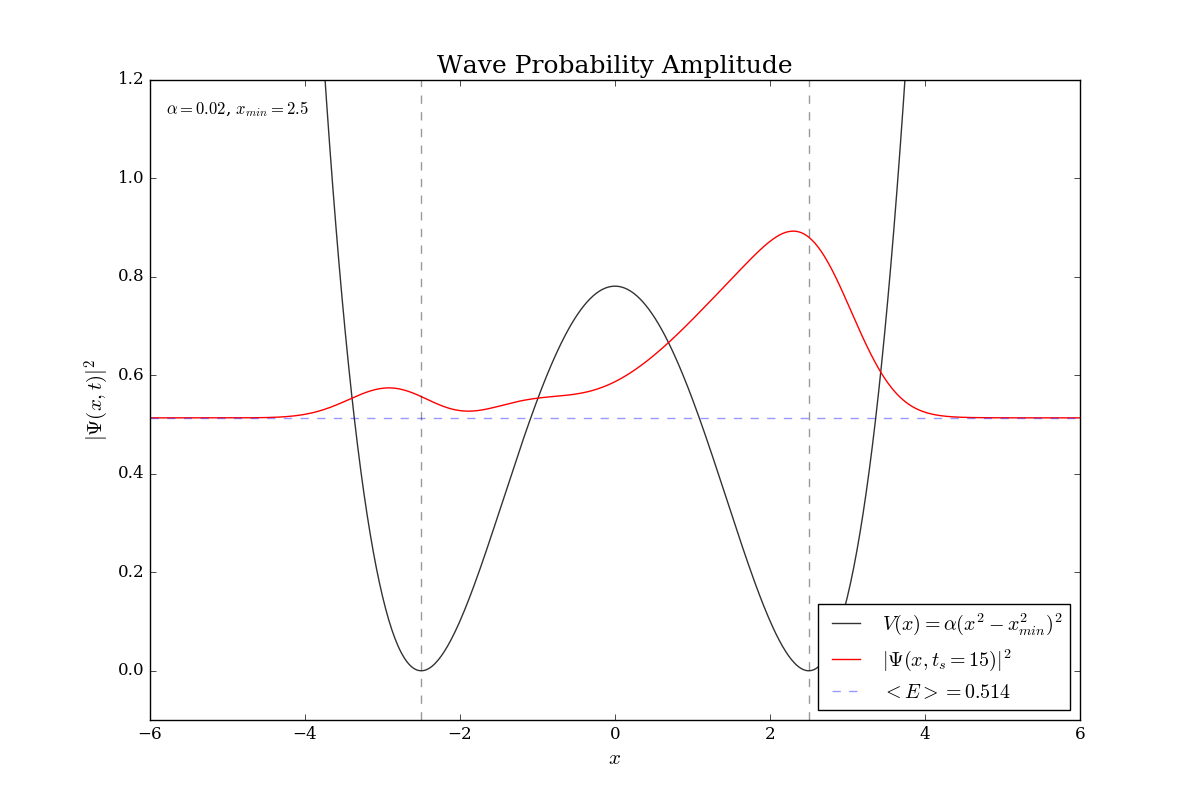 Wave Probability Amplitude
α = 0.02, x_min = 2.5
1.2
1.0
0.8
0.6
0.4
0.2
0.0
|Ψ(x, t)|²
V(x) = α(x² − x²_min)²
|Ψ(x, t_s = 15)|²
< E > = 0.514
−6 −4 −2 0 2 4 6
x